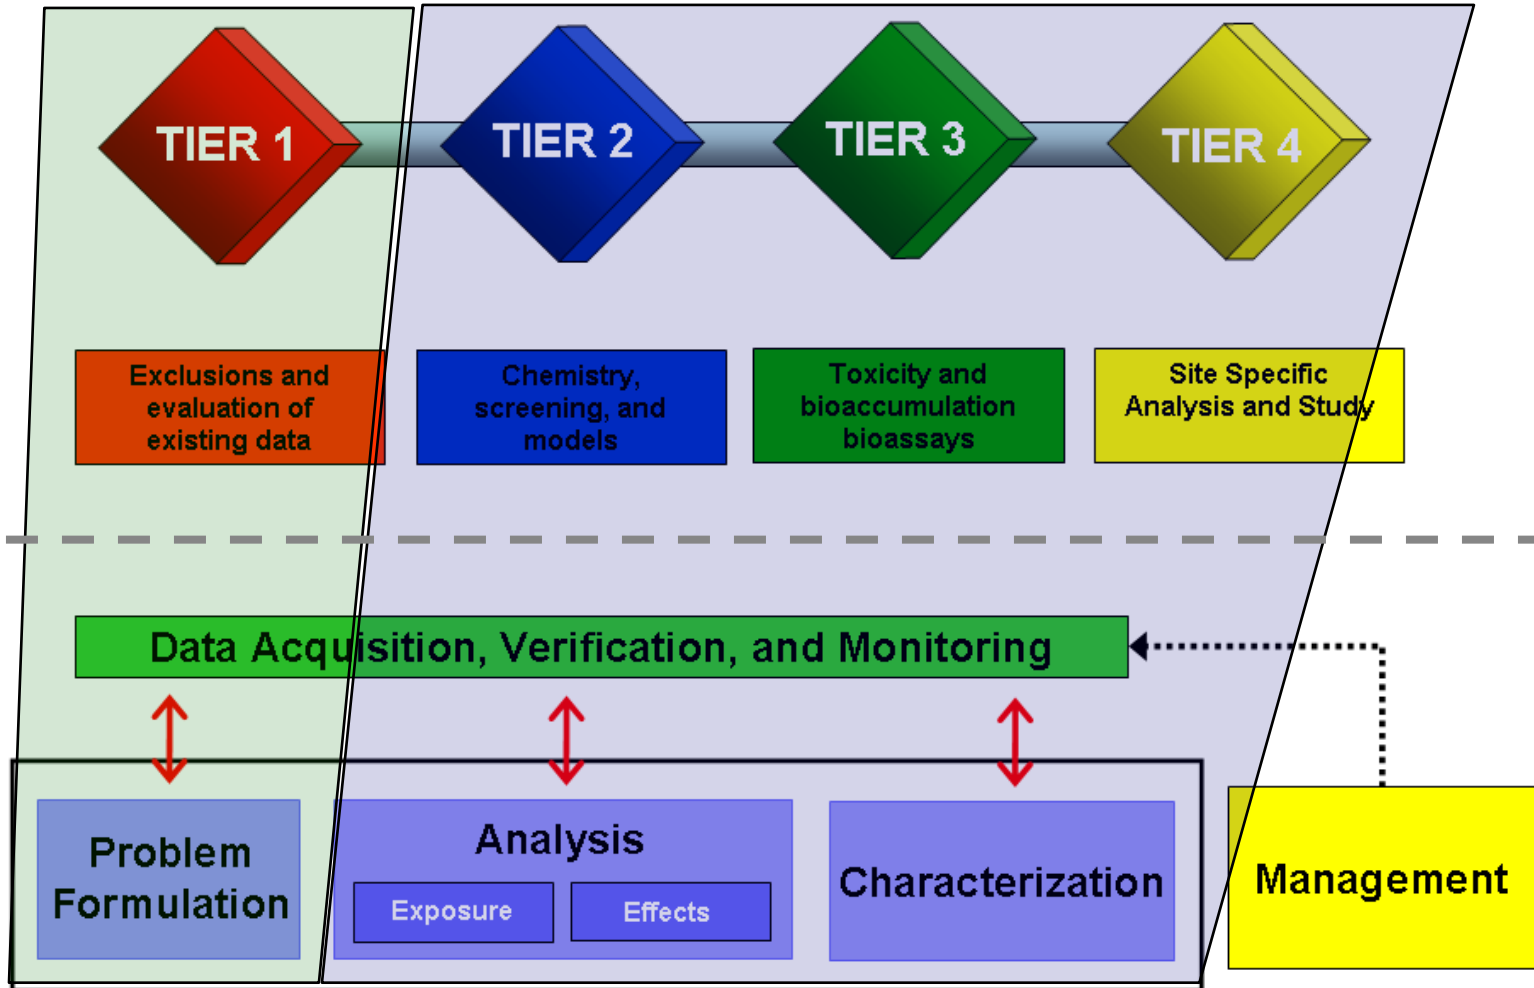 TIER 1
TIER 2
TIER 3
TIER 4
Exclusions and
evaluation of
existing data
Chemistry,
screening, and
models
Toxicity and
bioaccumulation
bioassays
Site Specific
Analysis and Study
Data Acquisition, Verification, and Monitoring
Problem
Formulation
Analysis
Exposure
Effects
Characterization
Management